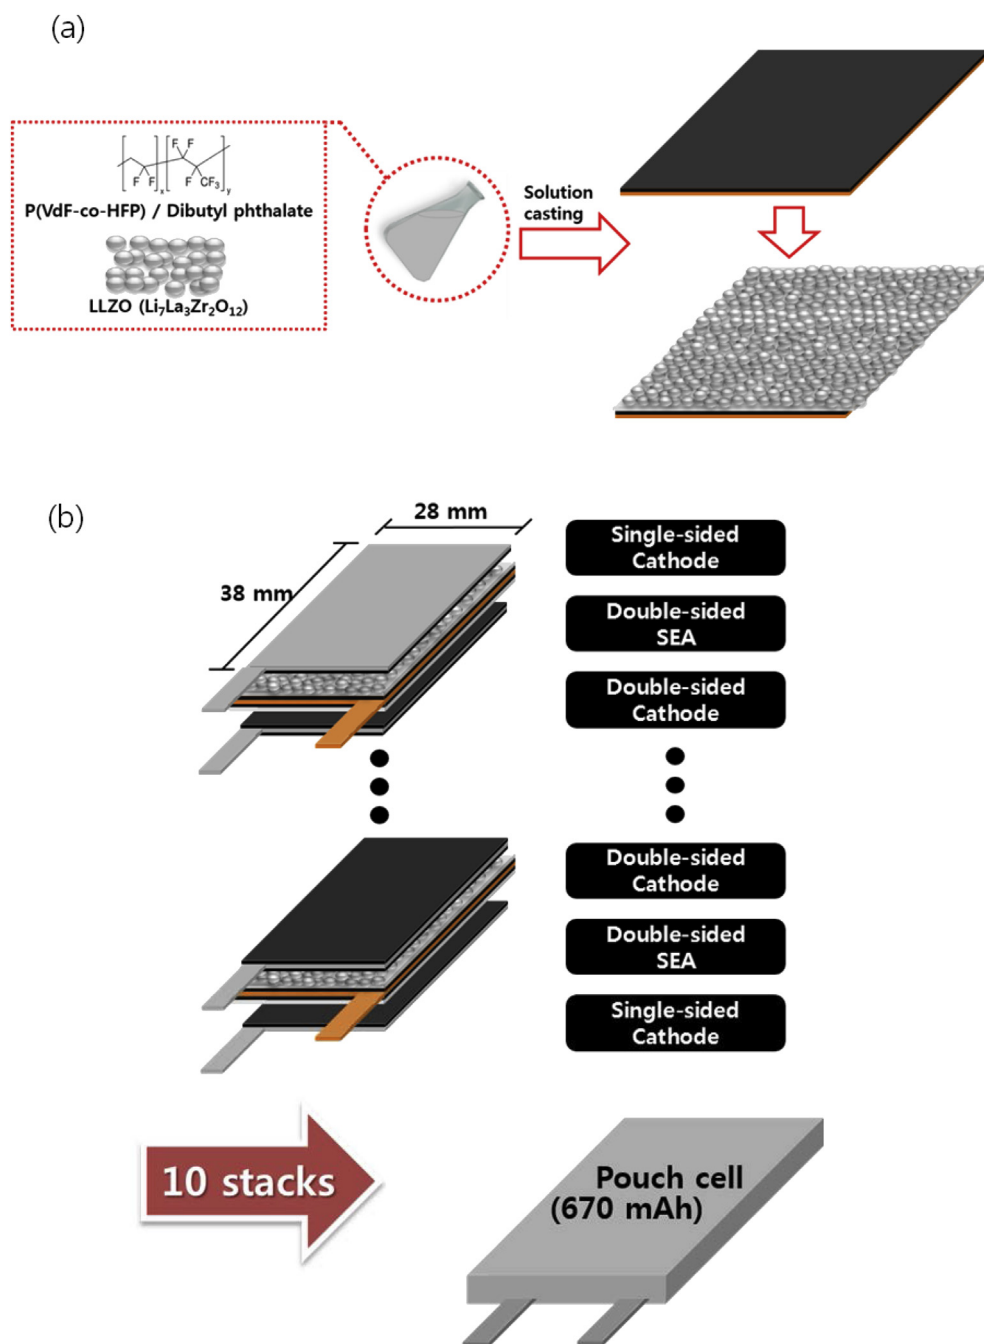 (a)
F F
F F
x
F CF₃
y
P(VdF-co-HFP) / Dibutyl phthalate
LLZO (Li₇La₃Zr₂O₁₂)
Solution
casting
(b)
28 mm
38 mm
Single-sided
Cathode
Double-sided
SEA
Double-sided
Cathode
Double-sided
Cathode
Double-sided
SEA
Single-sided
Cathode
10 stacks
Pouch cell
(670 mAh)